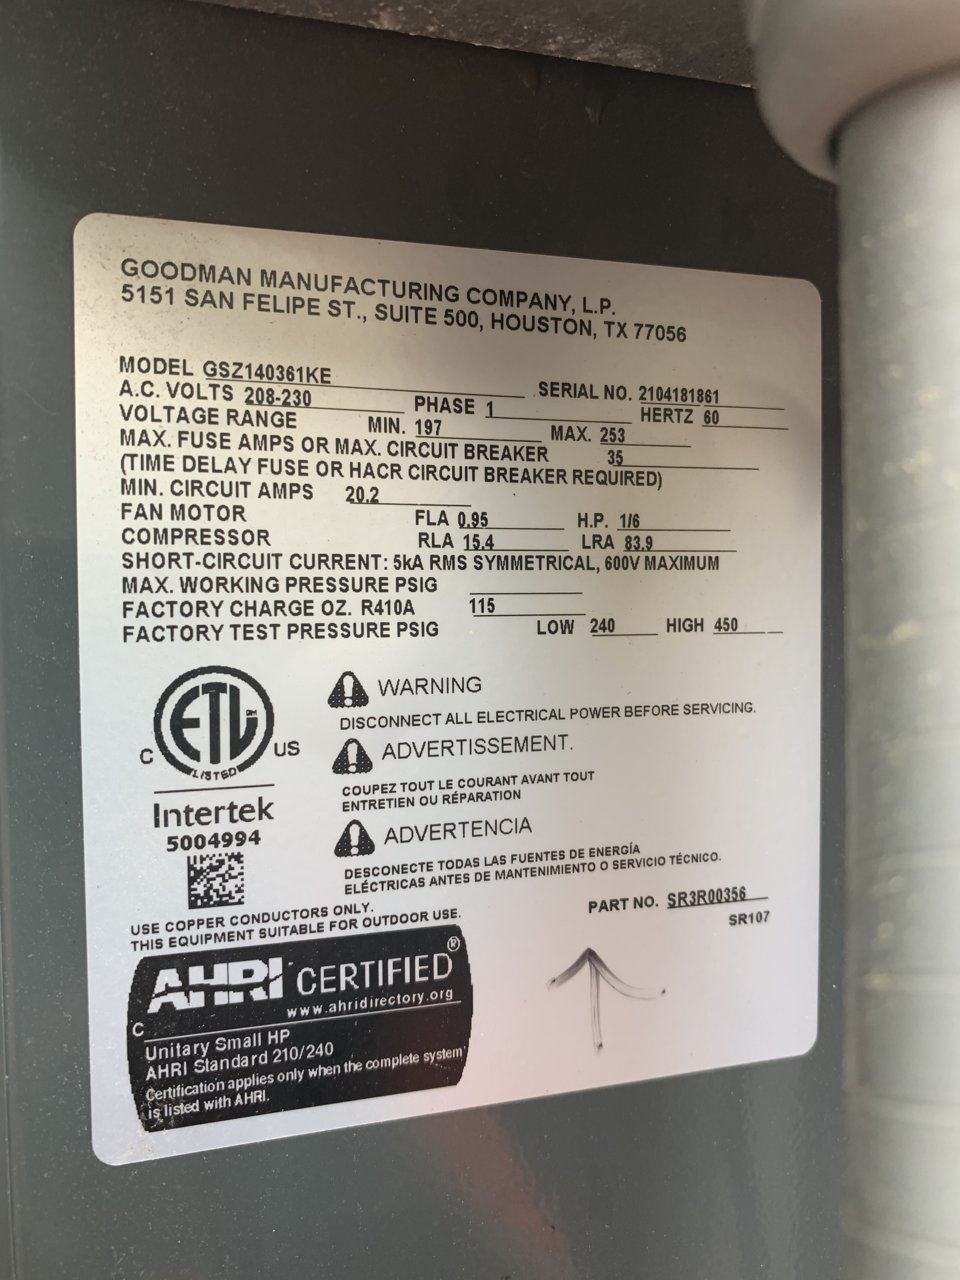 GOODMAN MANUFACTURING COMPANY, L.P.
5151 SAN FELIPE ST., SUITE 500, HOUSTON, TX 77056
MODEL GSZ140361KE SERIAL NO. 2104181861
A.C. VOLTS 208-230 PHASE 1 HERTZ 60
VOLTAGE RANGE MIN. 197 MAX. 253
MAX. FUSE AMPS OR MAX. CIRCUIT BREAKER 35
(TIME DELAY FUSE OR HACR CIRCUIT BREAKER REQUIRED)
MIN. CIRCUIT AMPS 20.2
FAN MOTOR FLA 0.95 H.P. 1/6
COMPRESSOR RLA 15.4 LRA 83.9
SHORT-CIRCUIT CURRENT: 5kA RMS SYMMETRICAL, 600V MAXIMUM
MAX. WORKING PRESSURE PSIG
FACTORY CHARGE OZ. R410A 115
FACTORY TEST PRESSURE PSIG LOW 240 HIGH 450
ETL CM
LISTED
C US
Intertek
5004994
WARNING
DISCONNECT ALL ELECTRICAL POWER BEFORE SERVICING.
ADVERTISSEMENT.
COUPEZ TOUT LE COURANT AVANT TOUT
ENTRETIEN OU RÉPARATION
ADVERTENCIA
DESCONECTE TODAS LAS FUENTES DE ENERGÍA
ELÉCTRICAS ANTES DE MANTENIMIENTO O SERVICIO TÉCNICO.
USE COPPER CONDUCTORS ONLY.
THIS EQUIPMENT SUITABLE FOR OUTDOOR USE.
PART NO. SR3R00356
SR107
AHRI CERTIFIED®
www.ahridirectory.org
C
Unitary Small HP
AHRI Standard 210/240
Certification applies only when the complete system
is listed with AHRI.